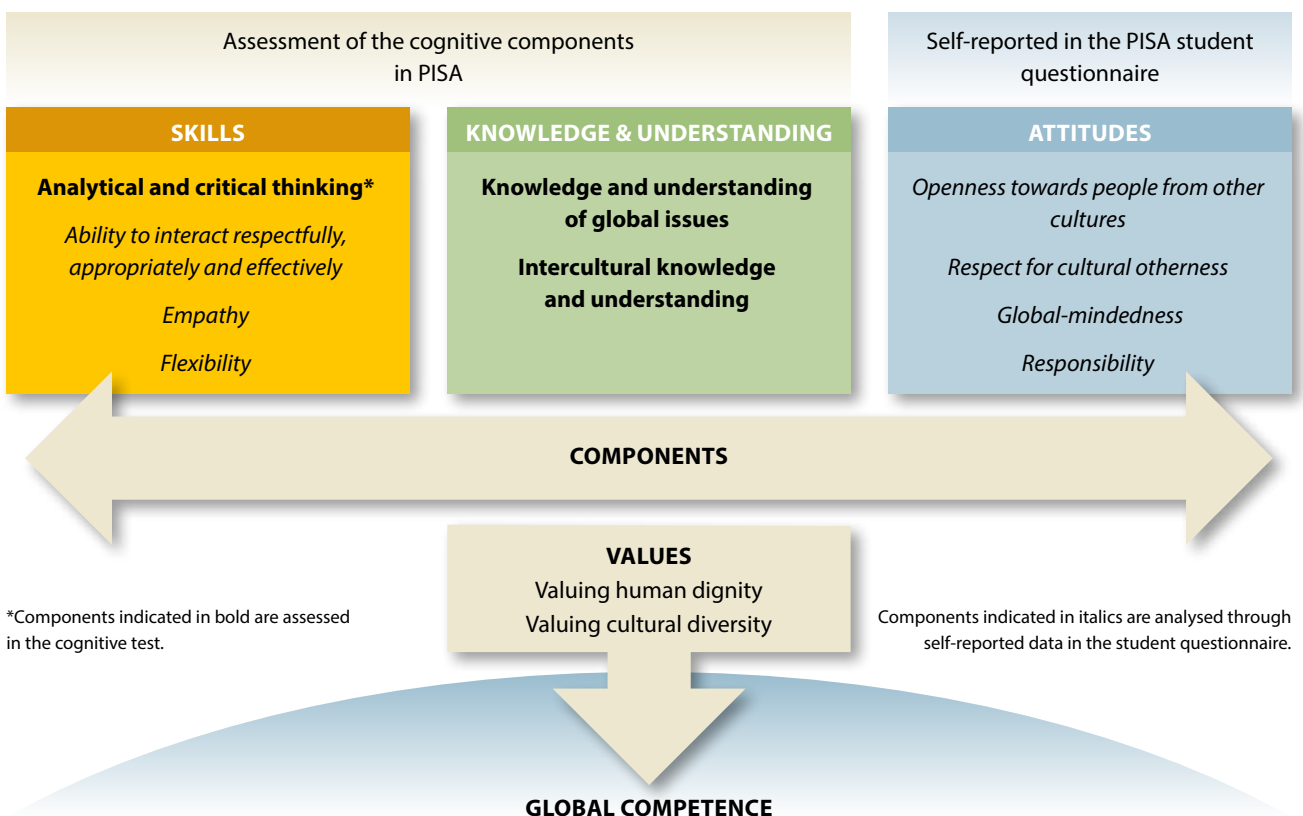 Assessment of the cognitive components
in PISA
Self-reported in the PISA student
questionnaire
SKILLS
Analytical and critical thinking*
Ability to interact respectfully,
appropriately and effectively
Empathy
Flexibility
KNOWLEDGE & UNDERSTANDING
Knowledge and understanding
of global issues
Intercultural knowledge
and understanding
ATTITUDES
Openness towards people from other
cultures
Respect for cultural otherness
Global-mindedness
Responsibility
COMPONENTS
VALUES
Valuing human dignity
Valuing cultural diversity
*Components indicated in bold are assessed
in the cognitive test.
Components indicated in italics are analysed through
self-reported data in the student questionnaire.
GLOBAL COMPETENCE